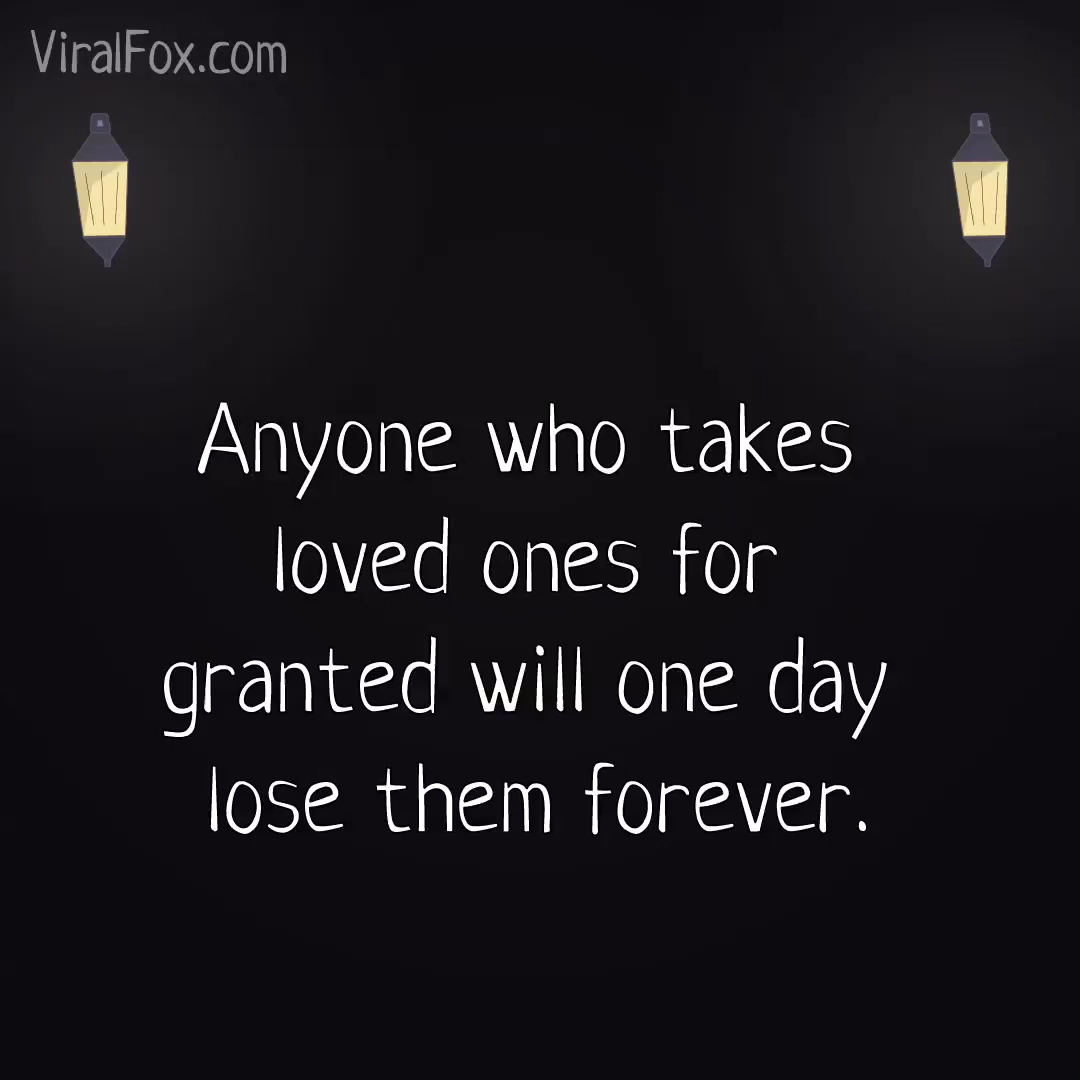 ViralFox.com
Anyone who takes
loved ones for
granted will one day
lose them forever.